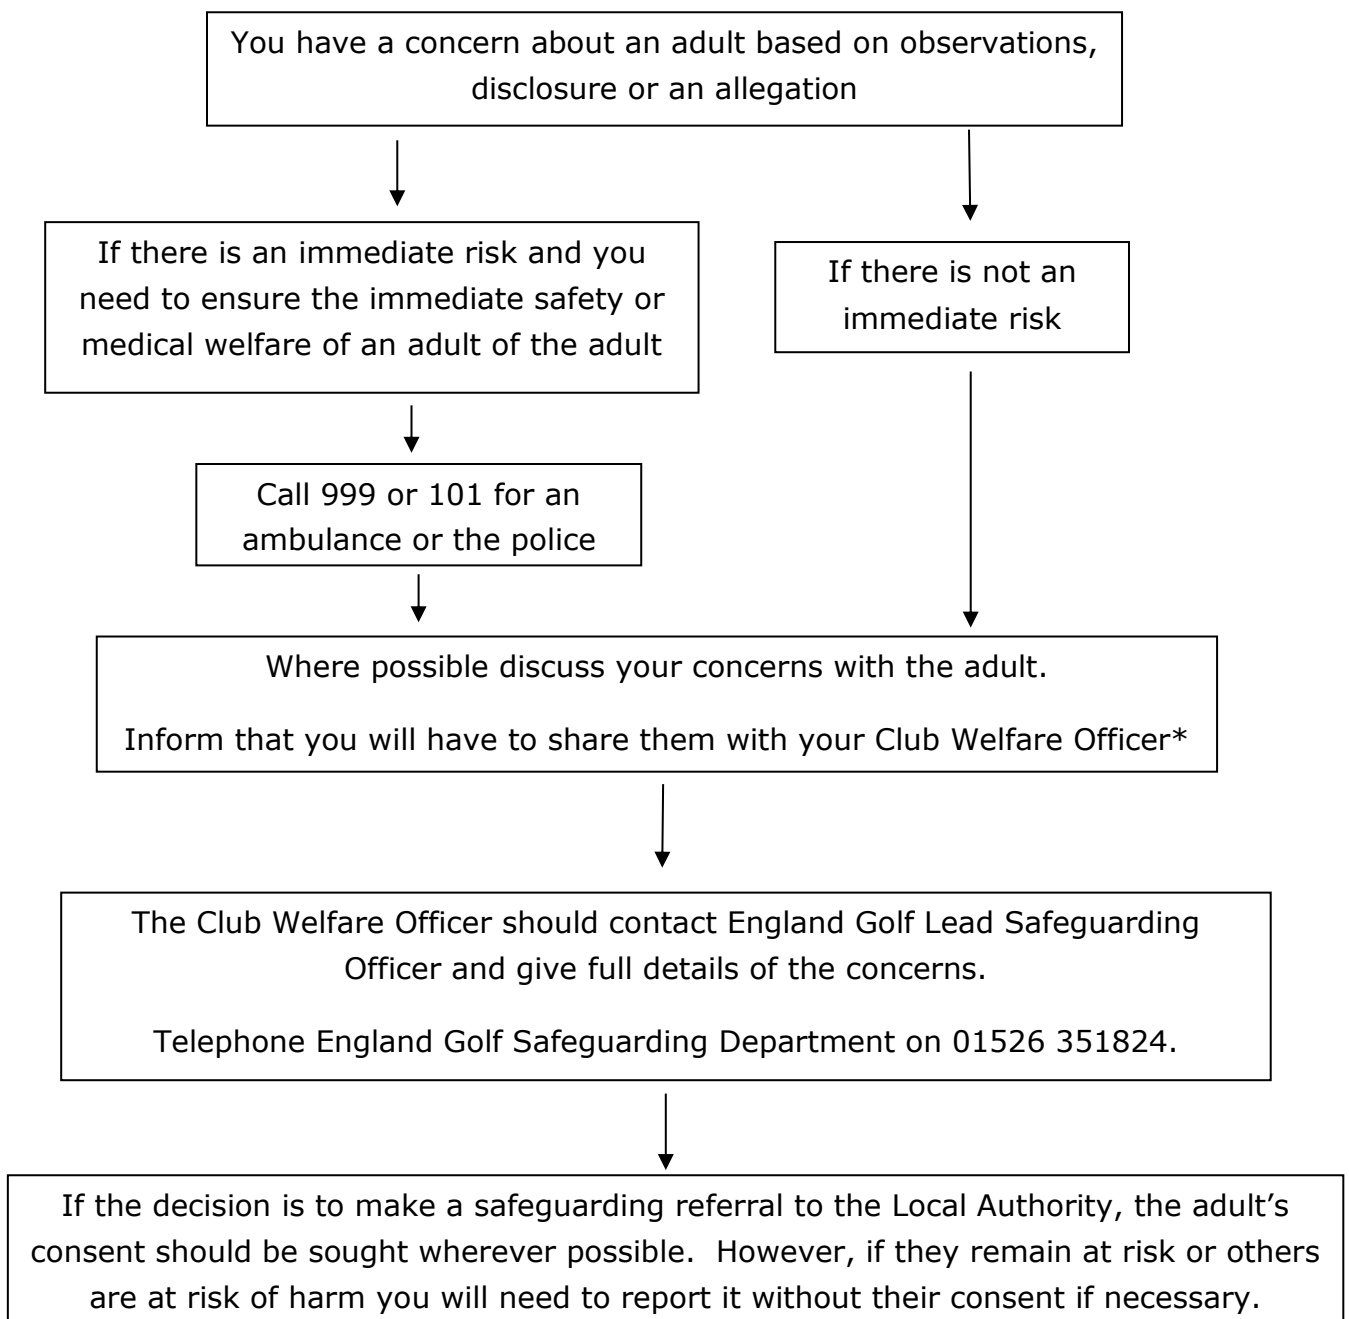 You have a concern about an adult based on observations,
disclosure or an allegation
If there is an immediate risk and you
need to ensure the immediate safety or
medical welfare of an adult of the adult
If there is not an
immediate risk
Call 999 or 101 for an
ambulance or the police
Where possible discuss your concerns with the adult.
Inform that you will have to share them with your Club Welfare Officer*
The Club Welfare Officer should contact England Golf Lead Safeguarding
Officer and give full details of the concerns.
Telephone England Golf Safeguarding Department on 01526 351824.
If the decision is to make a safeguarding referral to the Local Authority, the adult’s
consent should be sought wherever possible.  However, if they remain at risk or others
are at risk of harm you will need to report it without their consent if necessary.